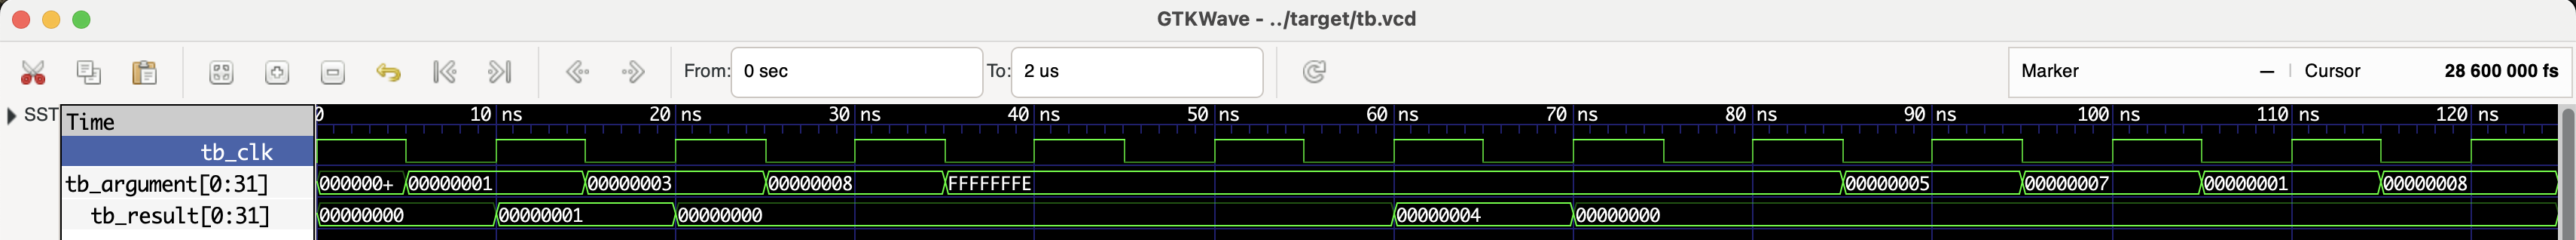 GTKWave - ../target/tb.vcd
From: 0 sec To: 2 us Marker — | Cursor 28 600 000 fs
SST Time 0 10 ns 20 ns 30 ns 40 ns 50 ns 60 ns 70 ns 80 ns 90 ns 100 ns 110 ns 120 ns
tb_clk
tb_argument[0:31] 000000+ 00000001 00000003 00000008 FFFFFFFE 00000005 00000007 00000001 00000008
tb_result[0:31] 00000000 00000001 00000000 00000004 00000000